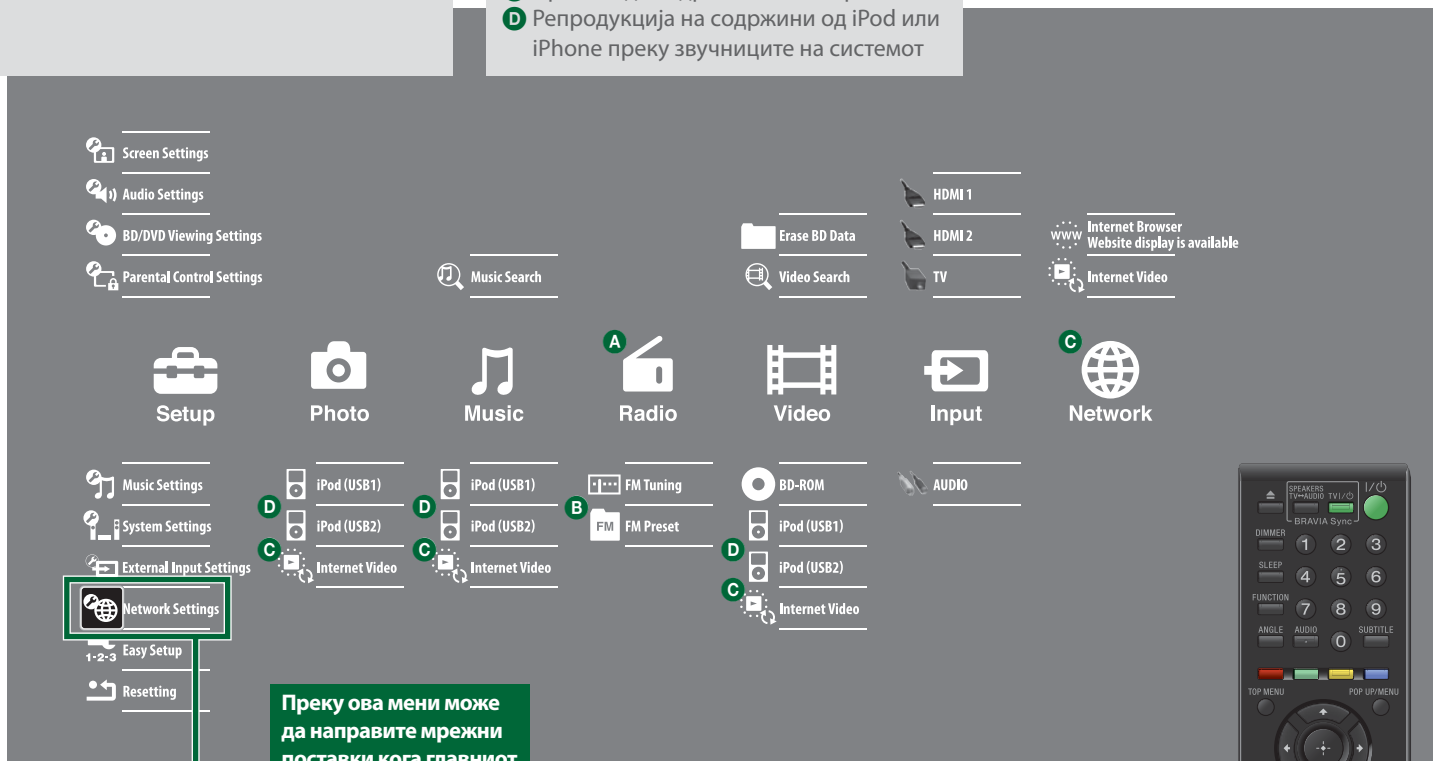 D Репродукција на содржини од iPod или
iPhone преку звучниците на системот
Screen Settings
Audio Settings
BD/DVD Viewing Settings
Parental Control Settings
Music Search
Erase BD Data
Video Search
HDMI 1
HDMI 2
TV
www Internet Browser
Website display is available
Internet Video
A
C
Setup
Photo
Music
Radio
Video
Input
Network
Music Settings
System Settings
External Input Settings
Network Settings
1-2-3 Easy Setup
Resetting
iPod (USB1)
D
iPod (USB2)
C
Internet Video
iPod (USB1)
D
iPod (USB2)
C
Internet Video
FM Tuning
B
FM FM Preset
BD-ROM
iPod (USB1)
D
iPod (USB2)
C
Internet Video
AUDIO
Преку ова мени може
да направите мрежни
поставки кога главниот
SPEAKERS
TV↔AUDIO TV I/⏻
I/⏻
BRAVIA Sync
DIMMER
1 2 3
SLEEP
4 5 6
FUNCTION
7 8 9
ANGLE AUDIO 0 SUBTITLE
TOP MENU POP UP/MENU